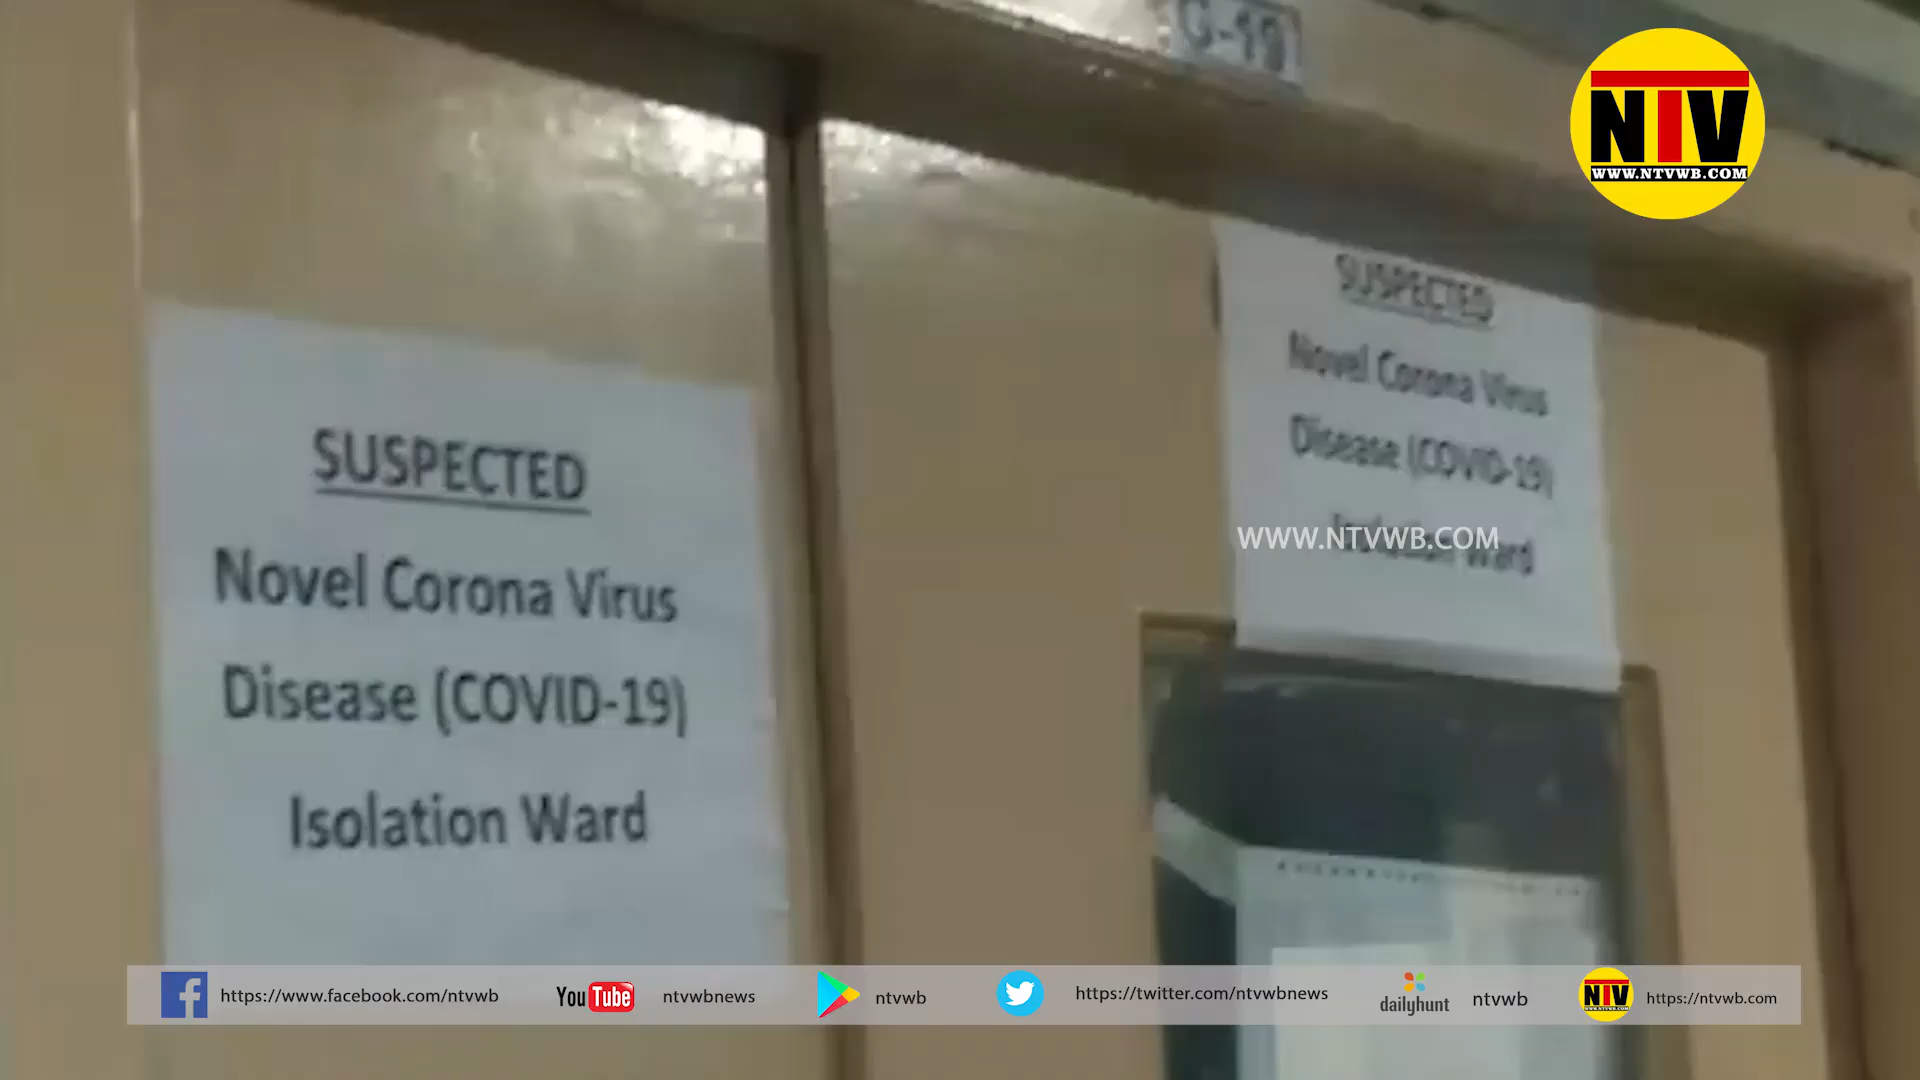 G-19
NTV
WWW.NTVWB.COM
SUSPECTED
Novel Corona Virus
Disease (COVID-19)
Isolation Ward
SUSPECTED
Novel Corona Virus
Disease (COVID-19)
Isolation Ward
WWW.NTVWB.COM
https://www.facebook.com/ntvwb
YouTube ntvwbnews
ntvwb
https://twitter.com/ntvwbnews
dailyhunt ntvwb
NTV https://ntvwb.com